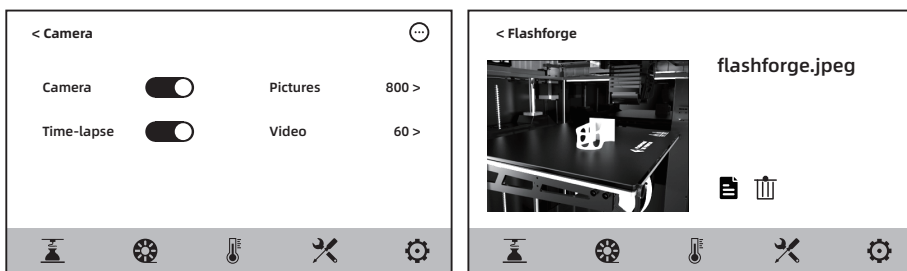 < Camera
Camera
Pictures
800 >
Time-lapse
Video
60 >
< Flashforge
flashforge.jpeg